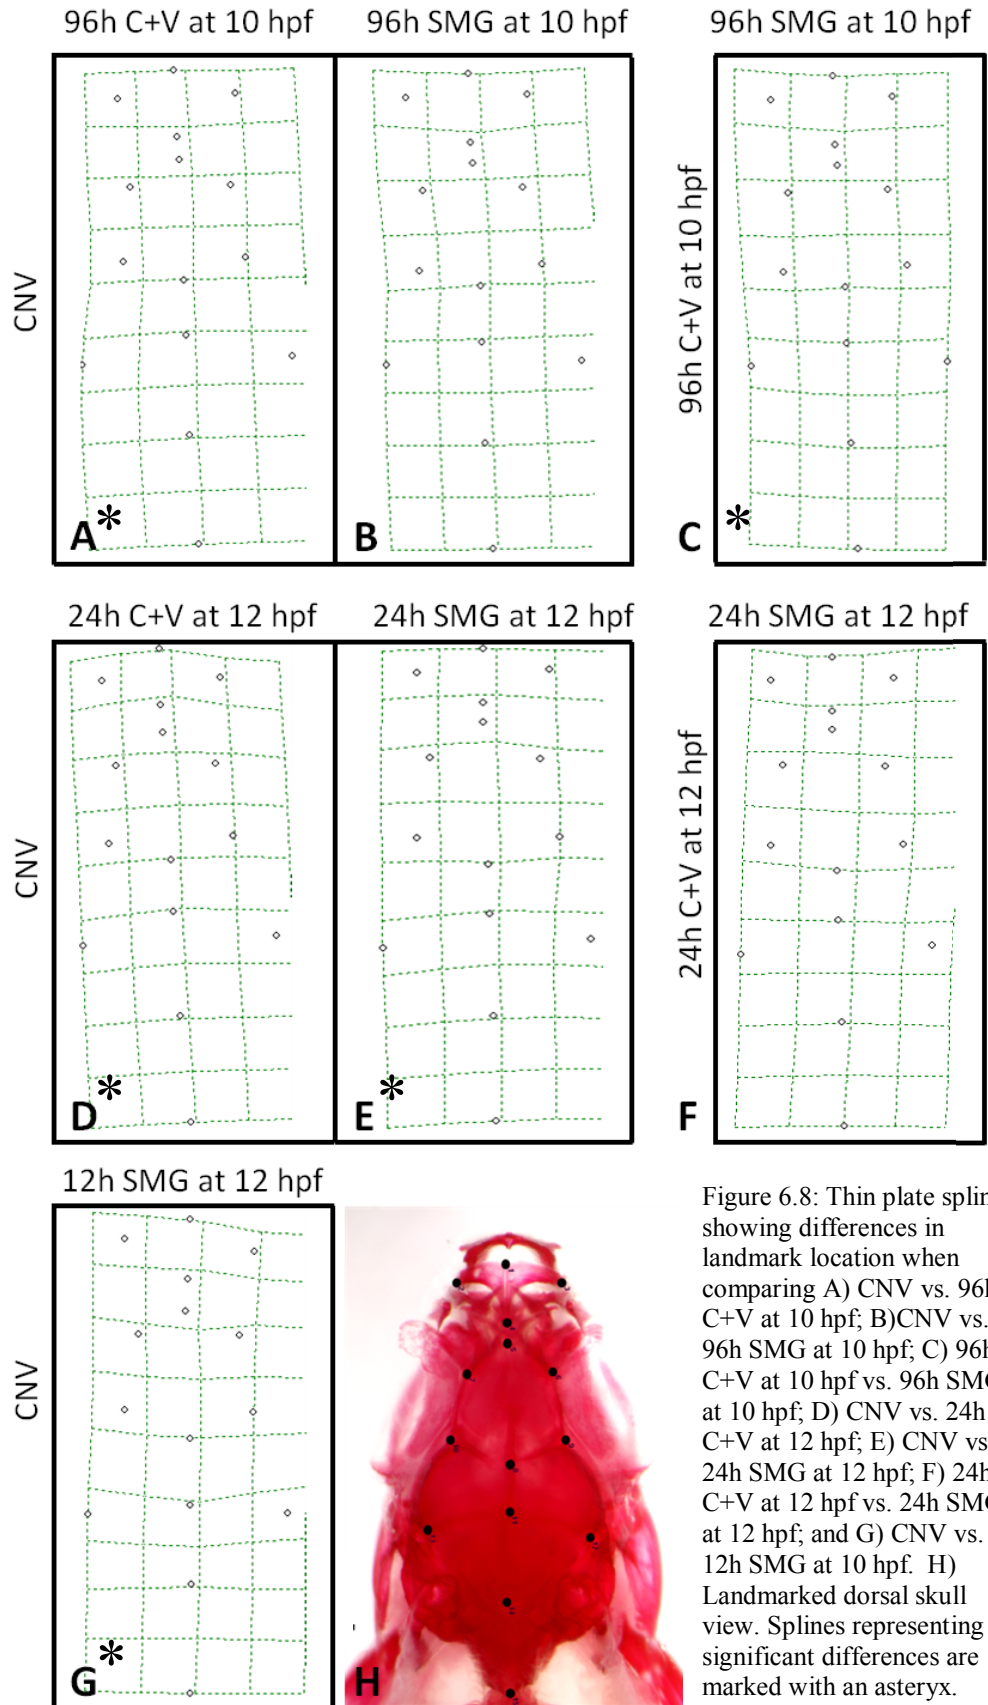 96h C+V at 10 hpf
96h SMG at 10 hpf
96h SMG at 10 hpf
CNV
96h C+V at 10 hpf
A*
B
C *
24h C+V at 12 hpf
24h SMG at 12 hpf
24h SMG at 12 hpf
CNV
24h C+V at 12 hpf
D*
E *
F
12h SMG at 12 hpf
CNV
G*
H
Figure 6.8: Thin plate splin
showing differences in
landmark location when
comparing A) CNV vs. 96h
C+V at 10 hpf; B)CNV vs.
96h SMG at 10 hpf; C) 96h
C+V at 10 hpf vs. 96h SMG
at 10 hpf; D) CNV vs. 24h
C+V at 12 hpf; E) CNV vs.
24h SMG at 12 hpf; F) 24h
C+V at 12 hpf vs. 24h SMG
at 12 hpf; and G) CNV vs.
12h SMG at 10 hpf. H)
Landmarked dorsal skull
view. Splines representing
significant differences are
marked with an asteryx.